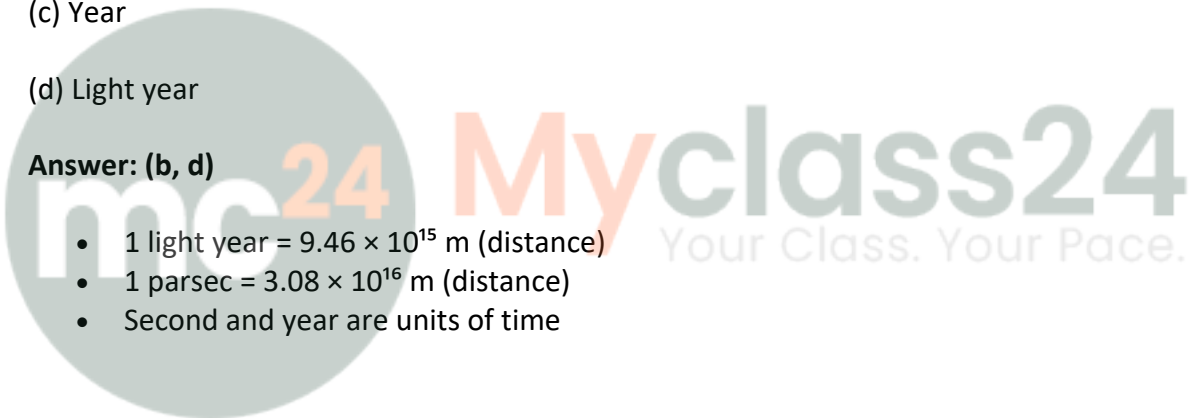 (c) Year
(d) Light year
Answer: (b, d)
mc24
Myclass24
Your Class. Your Pace.
• 1 light year = 9.46 × 10¹⁵ m (distance)
• 1 parsec = 3.08 × 10¹⁶ m (distance)
• Second and year are units of time